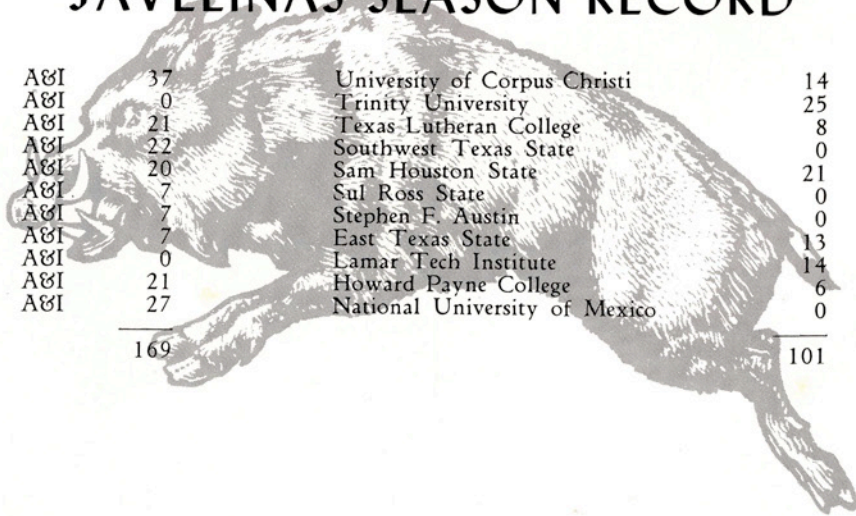 JAVELINAS SEASON RECORD
A&I 37 University of Corpus Christi 14
A&I 0 Trinity University 25
A&I 21 Texas Lutheran College 8
A&I 22 Southwest Texas State 0
A&I 20 Sam Houston State 21
A&I 7 Sul Ross State 0
A&I 7 Stephen F. Austin 0
A&I 7 East Texas State 13
A&I 0 Lamar Tech Institute 14
A&I 21 Howard Payne College 6
A&I 27 National University of Mexico 0
169 101